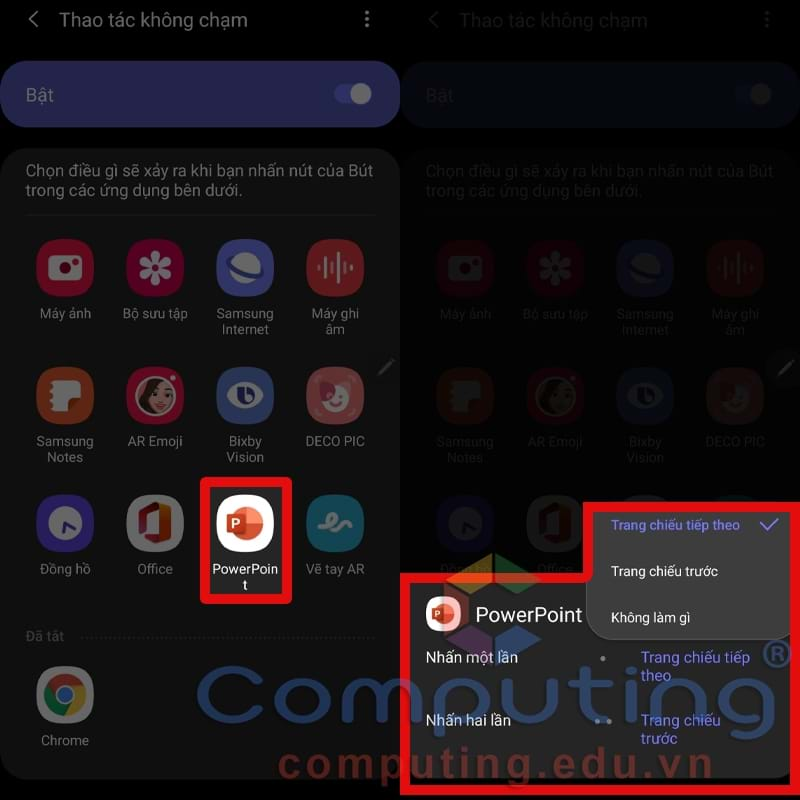 Thao tác không chạm
Bật
Chọn điều gì sẽ xảy ra khi bạn nhấn nút của Bút
trong các ứng dụng bên dưới.
Máy ảnh
Bộ sưu tập
Samsung
Internet
Máy ghi
âm
Samsung
Notes
AR Emoji
Bixby
Vision
DECO PIC
Đồng hồ
Office
PowerPoin
t
Vẽ tay AR
Đã tắt
Chrome
Thao tác không chạm
Bật
Chọn điều gì sẽ xảy ra khi bạn nhấn nút của Bút
trong các ứng dụng bên dưới.
Máy ảnh
Bộ sưu tập
Samsung
Internet
Máy ghi
âm
Samsung
Notes
AR Emoji
Bixby
Vision
DECO PIC
Đồng hồ
Office
Trang chiếu tiếp theo
Trang chiếu trước
Không làm gì
PowerPoint
Nhấn một lần
Trang chiếu tiếp
theo
Nhấn hai lần
Trang chiếu
trước
Computing®
computing.edu.vn